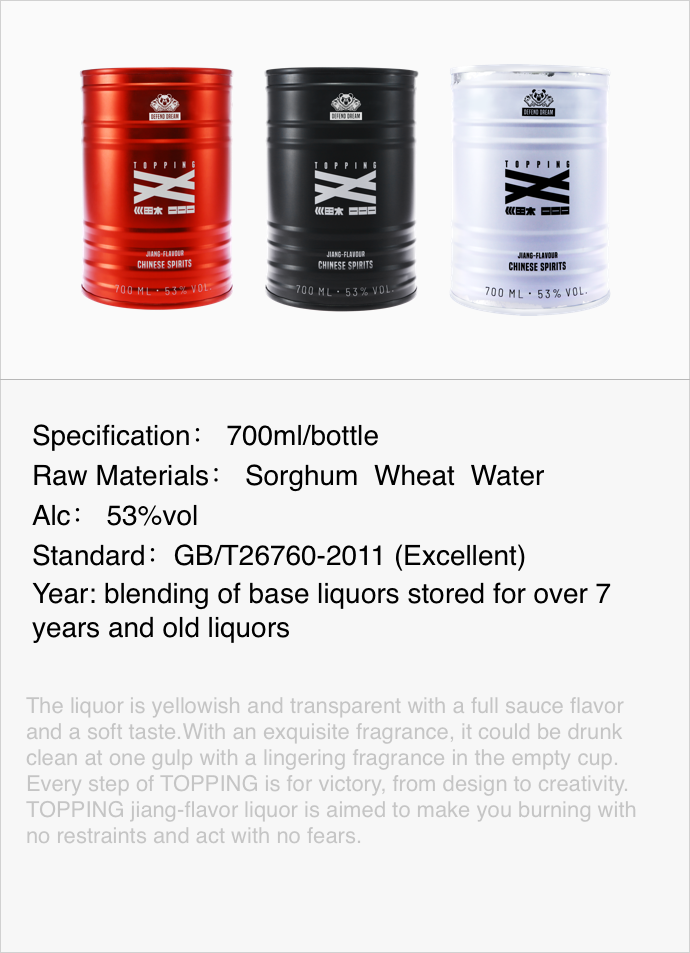 DEFEND DREAM
TOPPING
JIANG-FLAVOUR
CHINESE SPIRITS
700 ML · 53% VOL.
DEFEND DREAM
TOPPING
JIANG-FLAVOUR
CHINESE SPIRITS
700 ML · 53% VOL.
DEFEND DREAM
TOPPING
JIANG-FLAVOUR
CHINESE SPIRITS
700 ML · 53% VOL.
Specification： 700ml/bottle
Raw Materials： Sorghum Wheat Water
Alc： 53%vol
Standard：GB/T26760-2011 (Excellent)
Year: blending of base liquors stored for over 7
years and old liquors
The liquor is yellowish and transparent with a full sauce flavor
and a soft taste.With an exquisite fragrance, it could be drunk
clean at one gulp with a lingering fragrance in the empty cup.
Every step of TOPPING is for victory, from design to creativity.
TOPPING jiang-flavor liquor is aimed to make you burning with
no restraints and act with no fears.